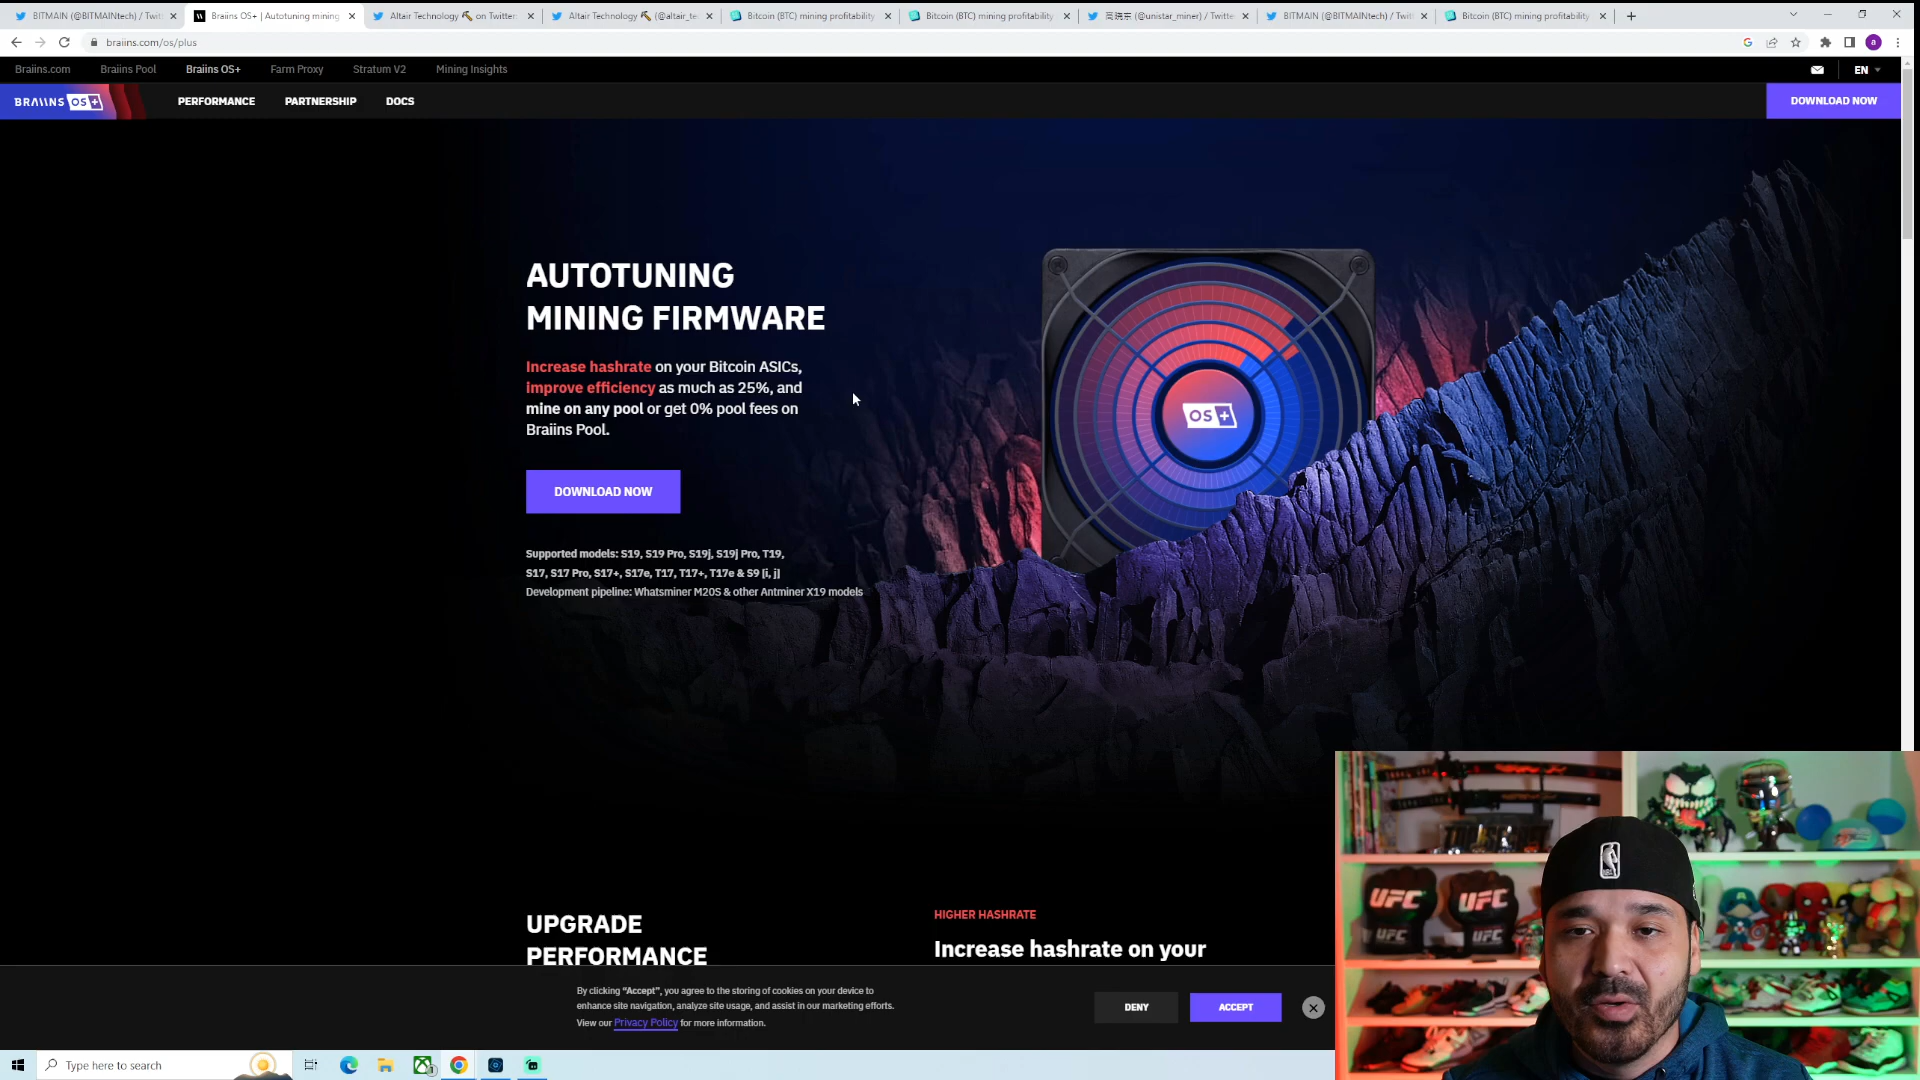 BITMAIN (@BITMAINtech) / Twit
Braiins OS+ | Autotuning mining
Altair Technology ⛏ on Twitter
Altair Technology ⛏ (@altair_te
Bitcoin (BTC) mining profitability
Bitcoin (BTC) mining profitability
(@unistar_miner) / Twitte
BITMAIN (@BITMAINtech) / Twit
Bitcoin (BTC) mining profitability
braiins.com/os/plus
a
Braiins.com
Braiins Pool
Braiins OS+
Farm Proxy
Stratum V2
Mining Insights
EN
BRAIINS OS+
PERFORMANCE
PARTNERSHIP
DOCS
DOWNLOAD NOW
AUTOTUNING
MINING FIRMWARE
Increase hashrate on your Bitcoin ASICs,
improve efficiency as much as 25%, and
mine on any pool or get 0% pool fees on
Braiins Pool.
DOWNLOAD NOW
Supported models: S19, S19 Pro, S19j, S19j Pro, T19,
S17, S17 Pro, S17+, S17e, T17, T17+, T17e & S9 [i, j]
Development pipeline: Whatsminer M20S & other Antminer X19 models
OS+
UPGRADE
PERFORMANCE
HIGHER HASHRATE
Increase hashrate on your
By clicking "Accept", you agree to the storing of cookies on your device to
enhance site navigation, analyze site usage, and assist in our marketing efforts.
View our Privacy Policy for more information.
DENY
ACCEPT
UFC
UFC
UFC
UFC
Type here to search